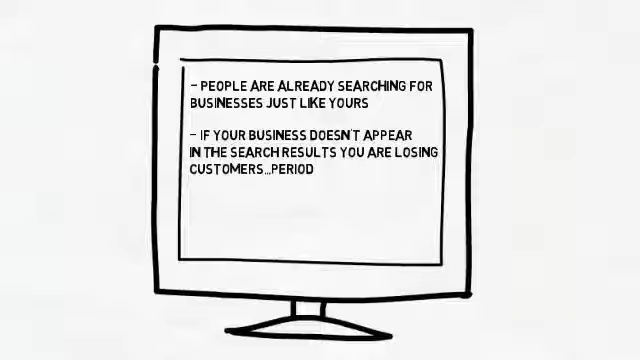 - PEOPLE ARE ALREADY SEARCHING FOR
BUSINESSES JUST LIKE YOURS
- IF YOUR BUSINESS DOESN'T APPEAR
IN THE SEARCH RESULTS YOU ARE LOSING
CUSTOMERS...PERIOD